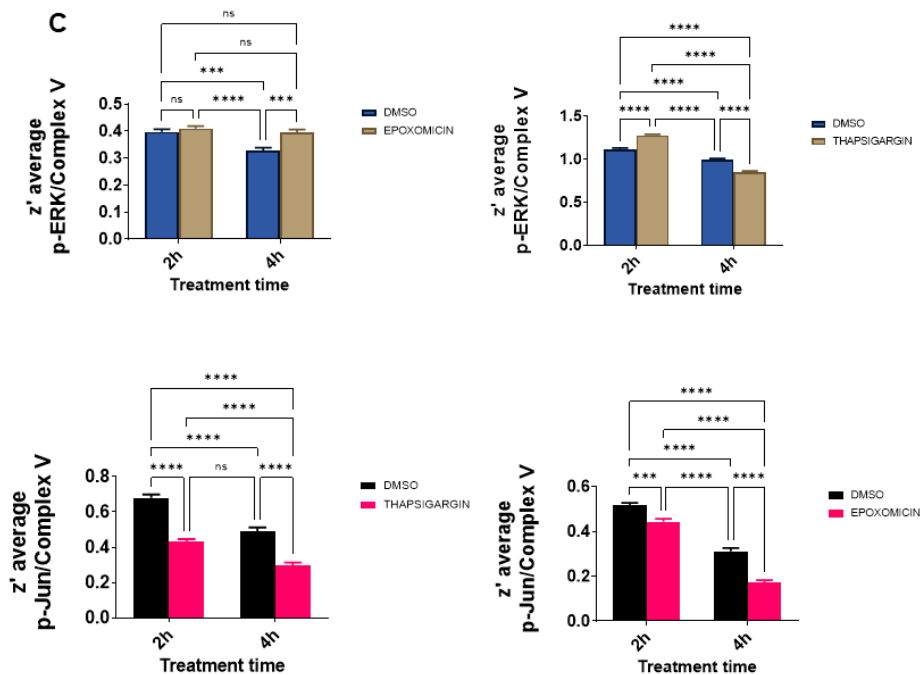 C
ns
ns
***
ns
****
***
z' average
p-ERK/Complex V
0.5
0.4
0.3
0.2
0.1
0.0
2h
4h
Treatment time
DMSO
EPOXOMICIN
****
****
****
****
****
****
z' average
p-ERK/Complex V
1.5
1.0
0.5
0.0
2h
4h
Treatment time
DMSO
THAPSIGARGIN
****
****
****
****
ns
****
z' average
p-Jun/Complex V
0.8
0.6
0.4
0.2
0.0
2h
4h
Treatment time
DMSO
THAPSIGARGIN
****
****
****
***
****
****
z' average
p-Jun/Complex V
0.6
0.4
0.2
0.0
2h
4h
Treatment time
DMSO
EPOXOMICIN